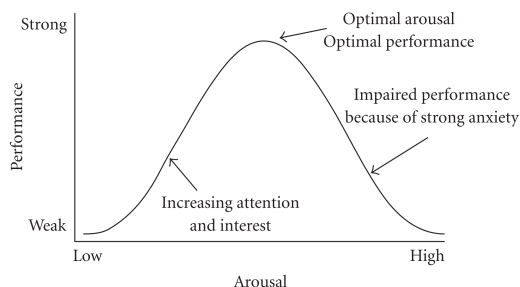 Strong
Optimal arousal
Optimal performance
Impaired performance
because of strong anxiety
Performance
Increasing attention
and interest
Weak
Low
High
Arousal